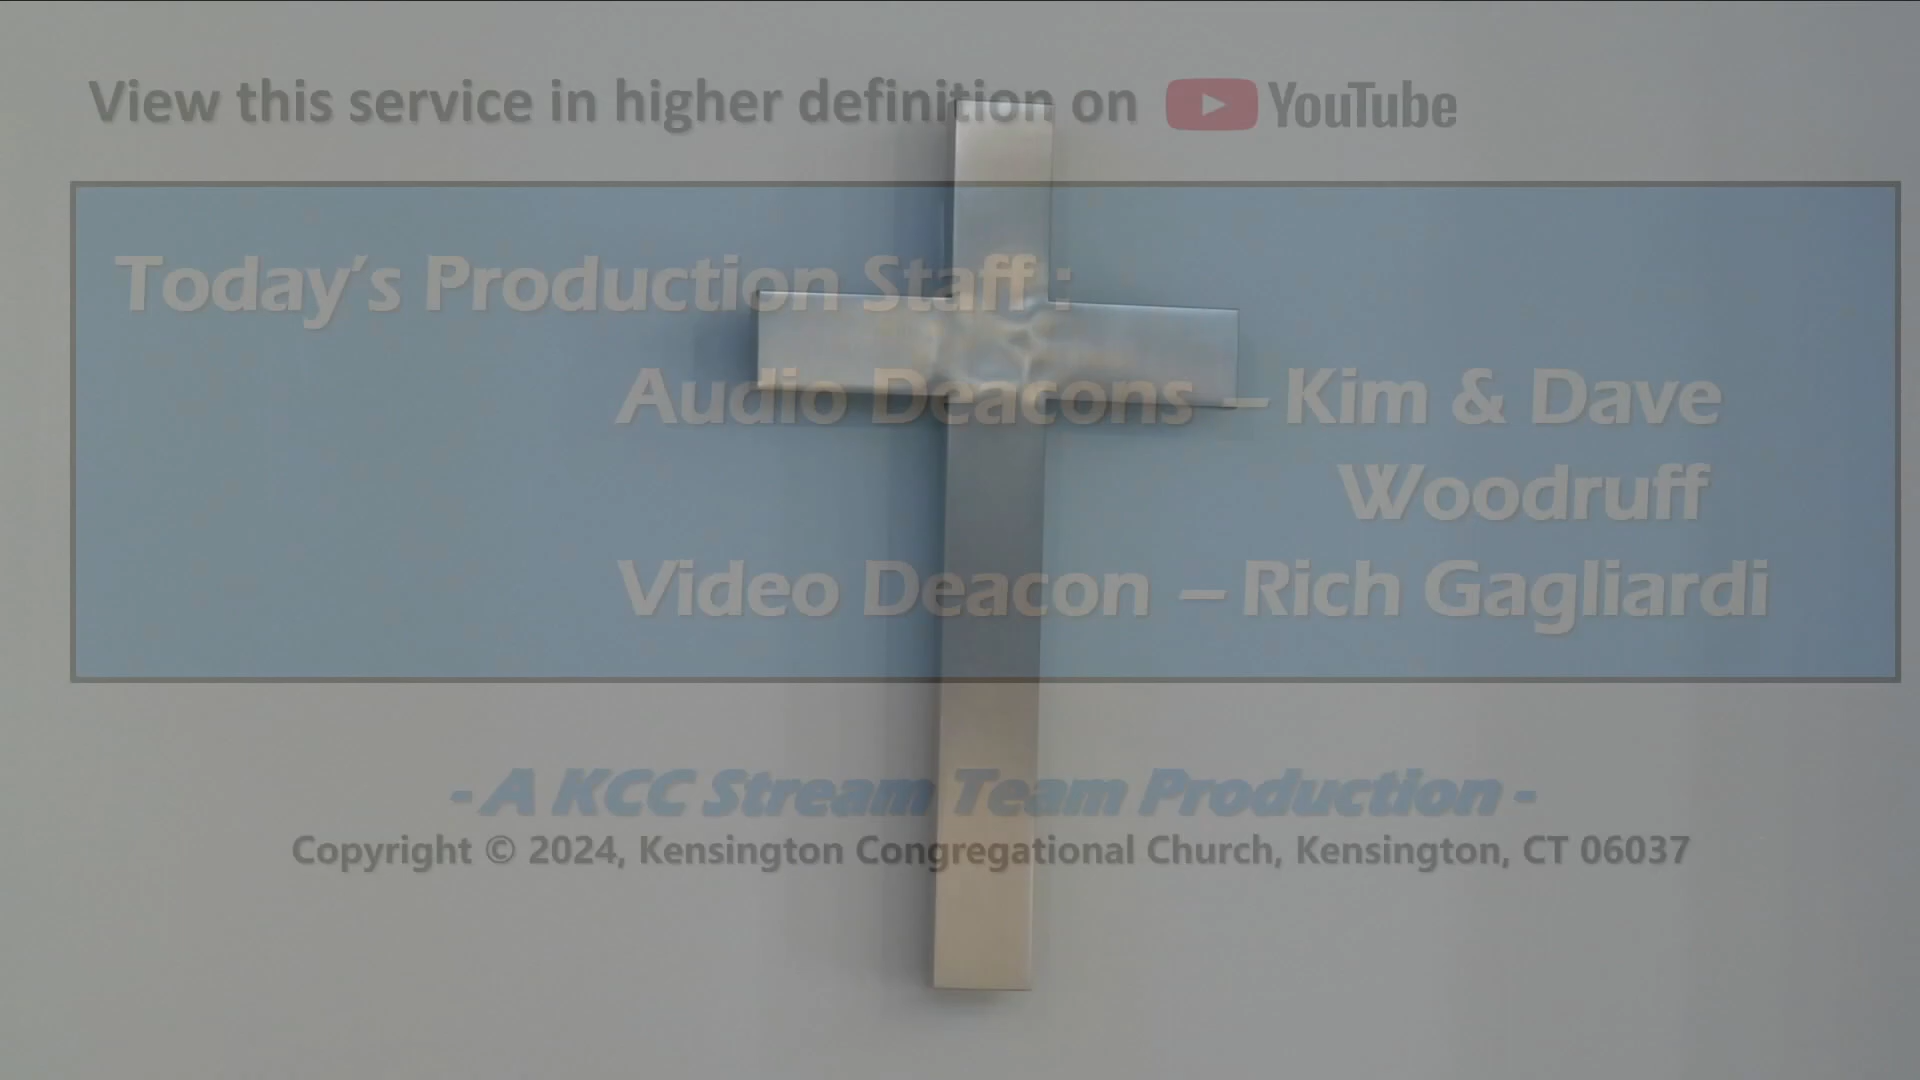 View this service in higher definition on YouTube
Today's Production Staff :
Audio Deacons – Kim & Dave
Woodruff
Video Deacon – Rich Gagliardi
- A KCC Stream Team Production -
Copyright © 2024, Kensington Congregational Church, Kensington, CT 06037